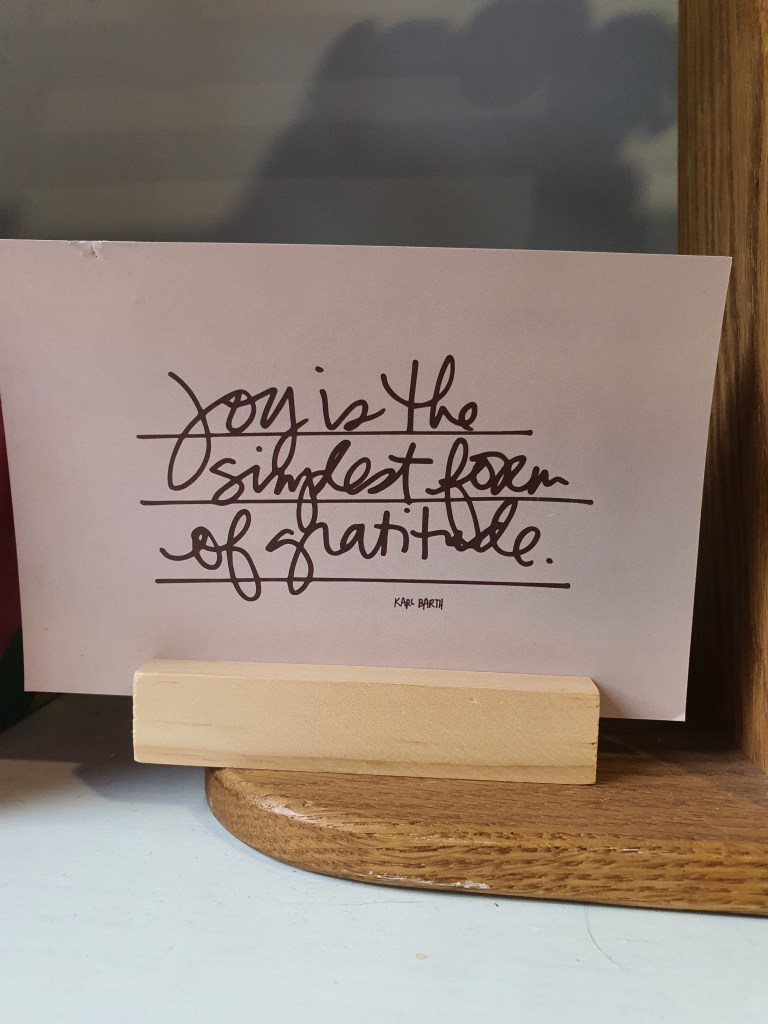 Joy is the
simplest form
of gratitude.
KARL BARTH